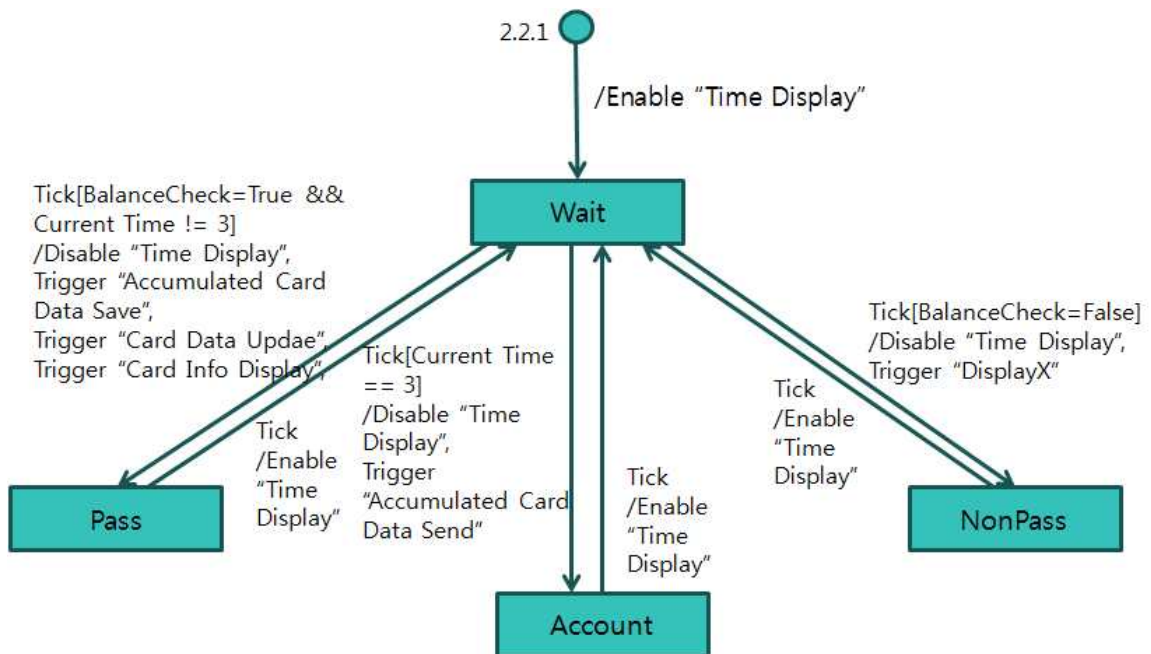 2.2.1
/Enable “Time Display”
Wait
Tick[BalanceCheck=True &&
Current Time != 3]
/Disable “Time Display”,
Trigger “Accumulated Card
Data Save”,
Trigger “Card Data Updae”,
Trigger “Card Info Display”,
Tick
/Enable
“Time
Display”
Tick[Current Time
== 3]
/Disable “Time
Display”,
Trigger
“Accumulated Card
Data Send”
Tick
/Enable
“Time
Display”
Tick
/Enable
“Time
Display”
Tick[BalanceCheck=False]
/Disable “Time Display”,
Trigger “DisplayX”
Pass
NonPass
Account